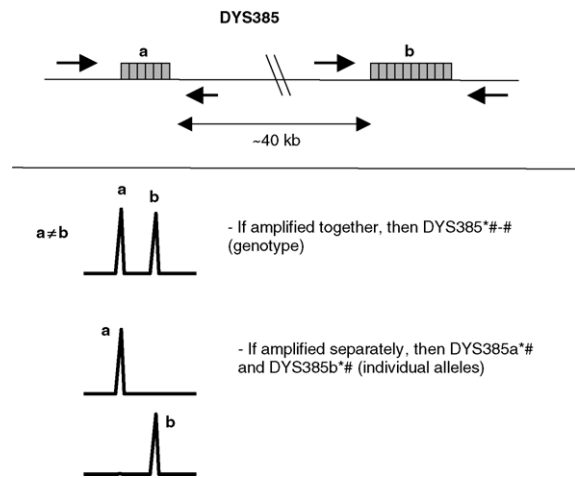 DYS385
a
b
~40 kb
a b
a≠b
- If amplified together, then DYS385*#-#
(genotype)
a
- If amplified separately, then DYS385a*#
and DYS385b*# (individual alleles)
b